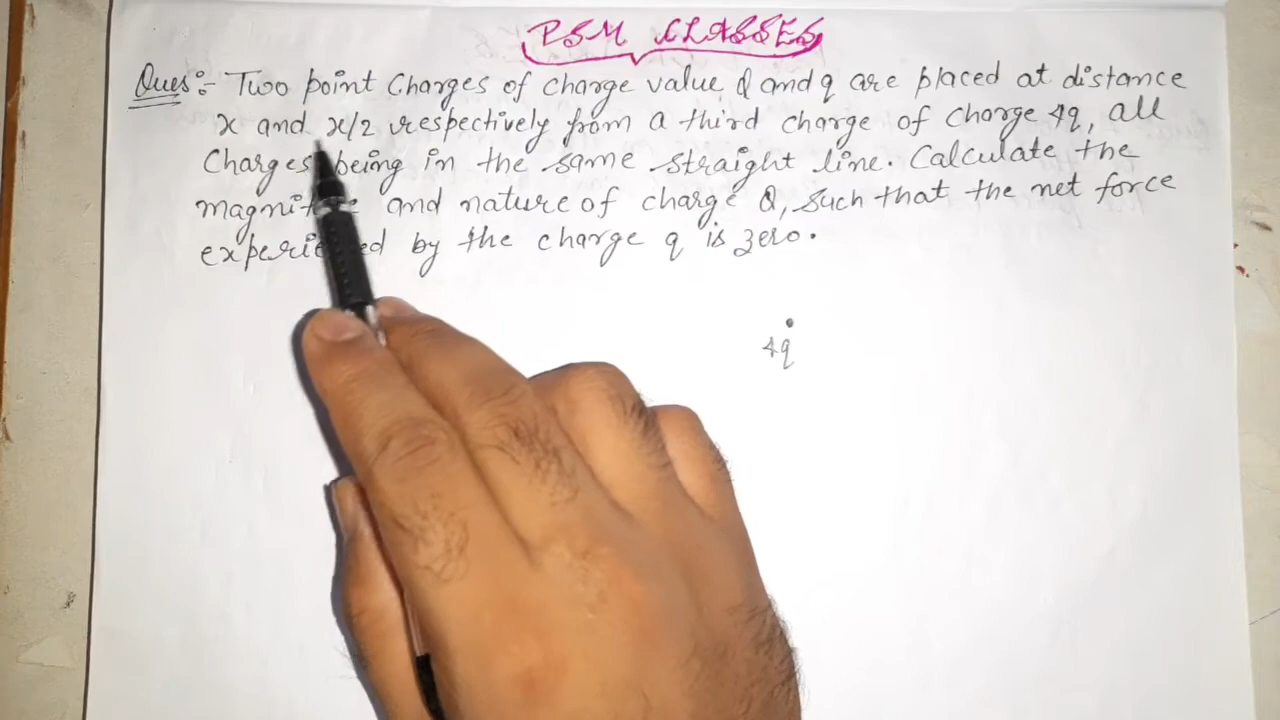 PSM CLASSES
Ques:- Two point Charges of charge value Q and q are placed at distance
x and x/2 respectively from a third charge of charge 4q, all
Charges being in the same straight line. Calculate the
and nature of charge Q, such that the net force
by the charge q is zero.
4q